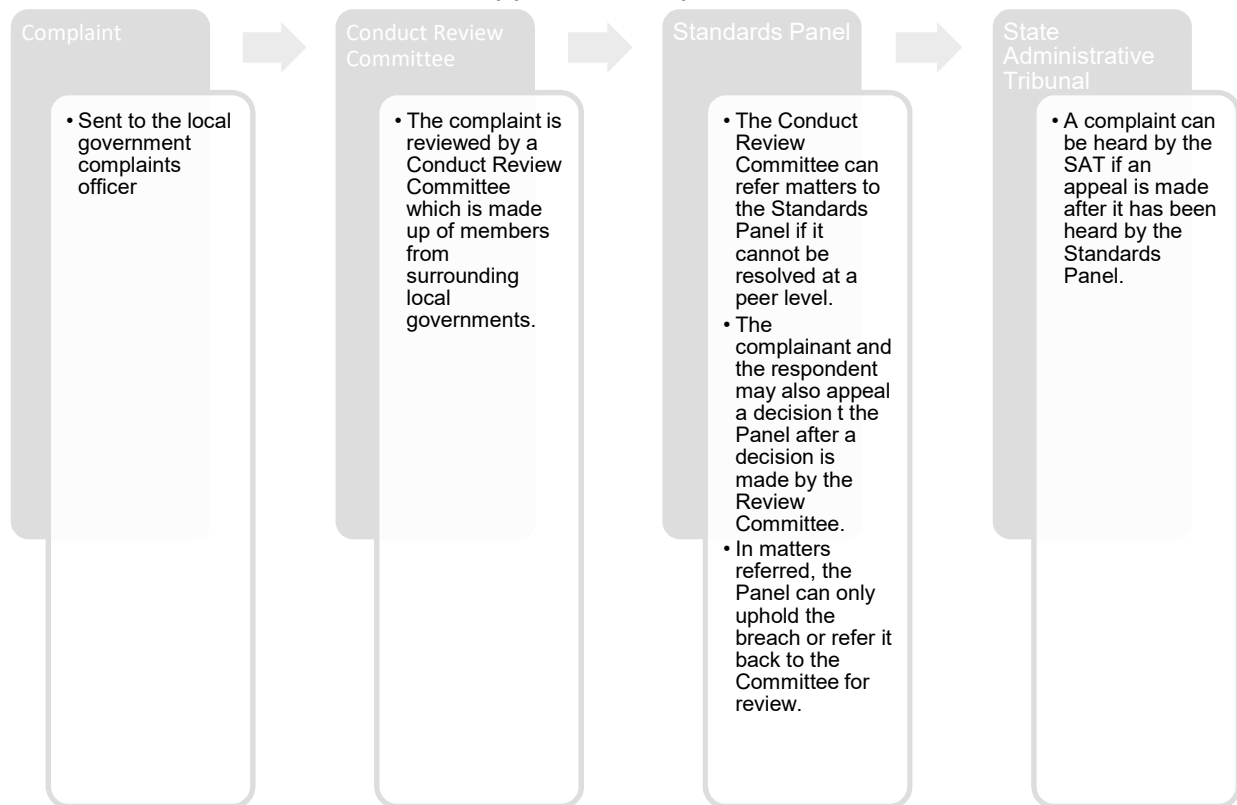 Complaint
• Sent to the local
government
complaints
officer
Conduct Review
Committee
• The complaint is
reviewed by a
Conduct Review
Committee
which is made
up of members
from
surrounding
local
governments.
Standards Panel
• The Conduct
Review
Committee can
refer matters to
the Standards
Panel if it
cannot be
resolved at a
peer level.
• The
complainant and
the respondent
may also appeal
a decision t the
Panel after a
decision is
made by the
Review
Committee.
• In matters
referred, the
Panel can only
uphold the
breach or refer it
back to the
Committee for
review.
State
Administrative
Tribunal
• A complaint can
be heard by the
SAT if an
appeal is made
after it has been
heard by the
Standards
Panel.